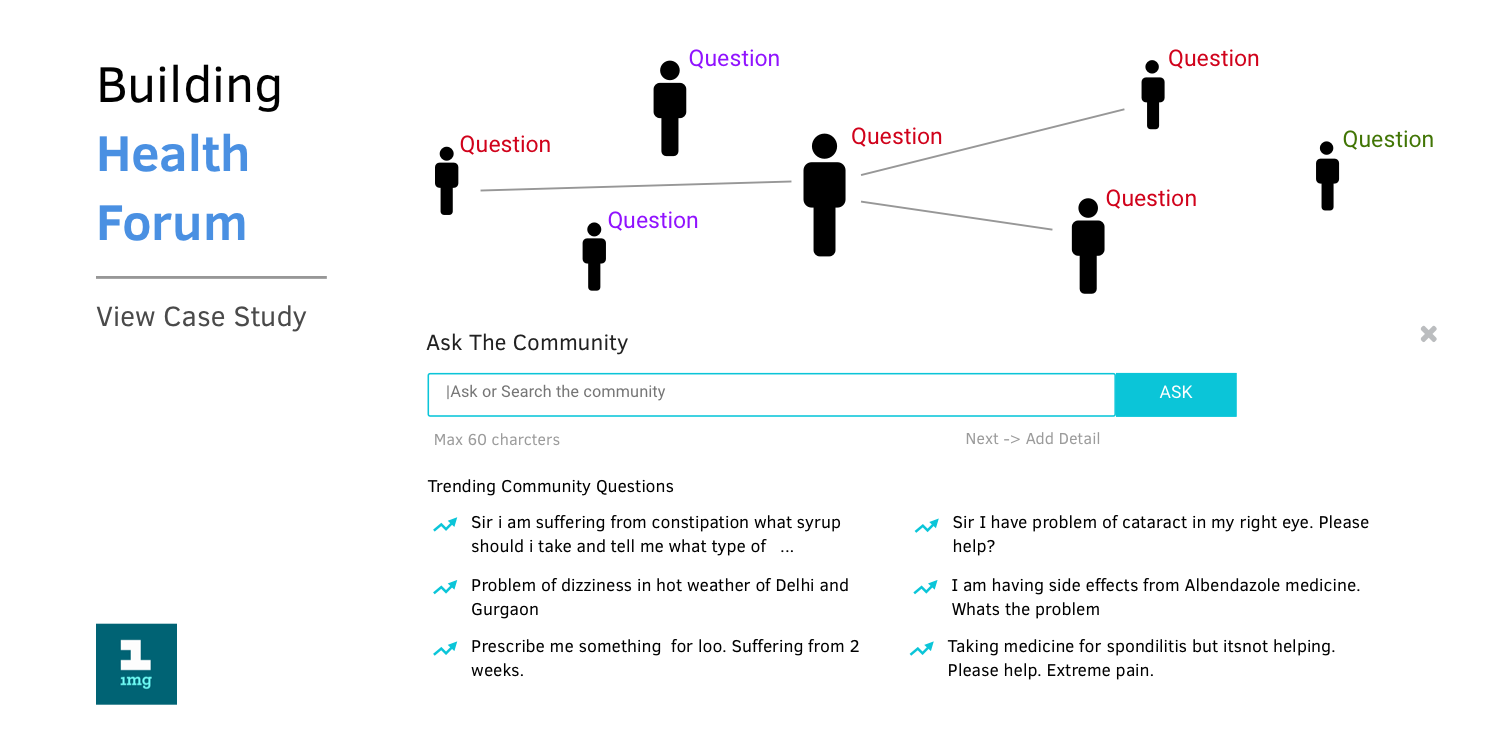 Building
Health
Forum
View Case Study
Question
Question
Question
Question
Question
Question
Question
Question
Ask The Community
Ask or Search the community
ASK
Max 60 charcters
Next -> Add Detail
Trending Community Questions
Sir i am suffering from constipation what syrup
should i take and tell me what type of ...
Problem of dizziness in hot weather of Delhi and
Gurgaon
Prescribe me something for loo. Suffering from 2
weeks.
Sir I have problem of cataract in my right eye. Please
help?
I am having side effects from Albendazole medicine.
Whats the problem
Taking medicine for spondilitis but itsnot helping.
Please help. Extreme pain.
1
1mg